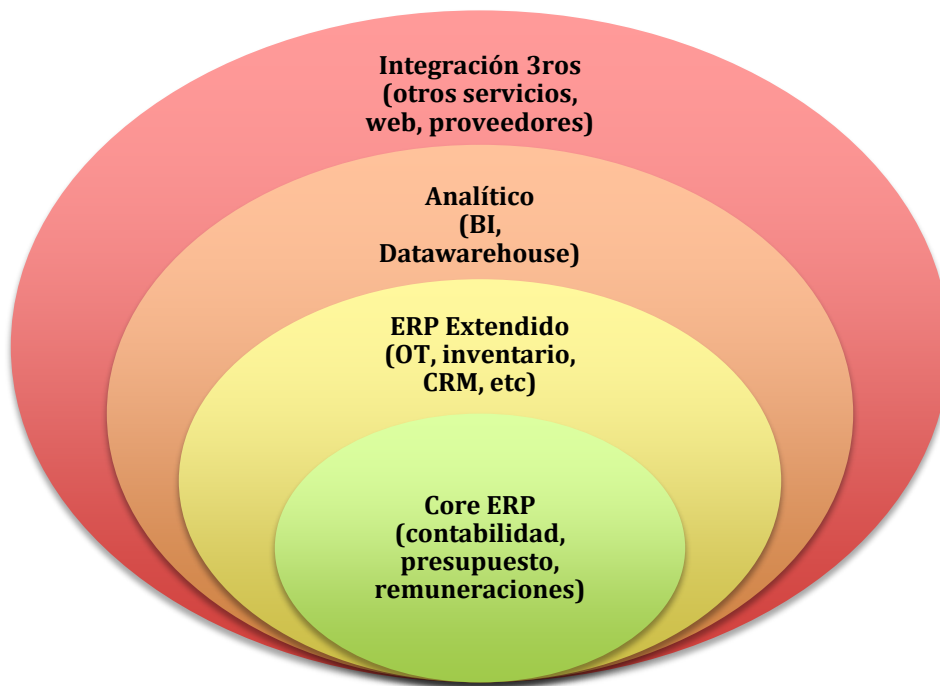 Integración 3ros
(otros servicios,
web, proveedores)
Analítico
(BI,
Datawarehouse)
ERP Extendido
(OT, inventario,
CRM, etc)
Core ERP
(contabilidad,
presupuesto,
remuneraciones)